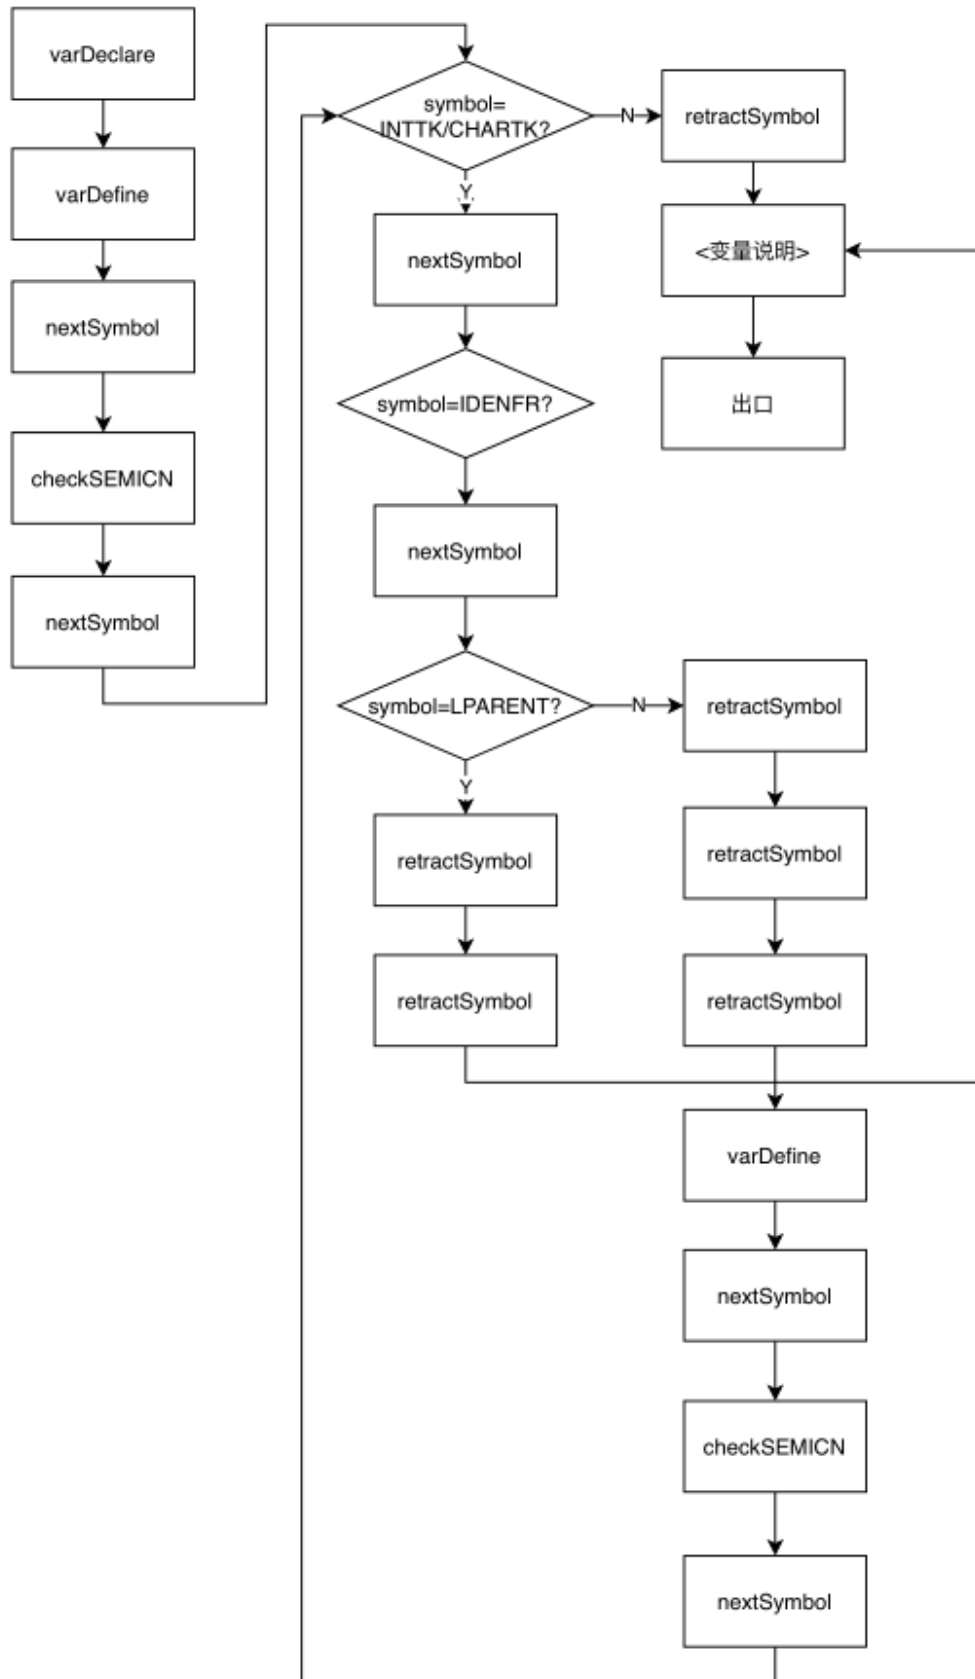 varDeclare
varDefine
nextSymbol
checkSEMICN
nextSymbol
symbol=
INTTK/CHARTK?
N
retractSymbol
Y
nextSymbol
<变量说明>
symbol=IDENFR?
出口
nextSymbol
symbol=LPARENT?
N
retractSymbol
Y
retractSymbol
retractSymbol
retractSymbol
retractSymbol
varDefine
nextSymbol
checkSEMICN
nextSymbol